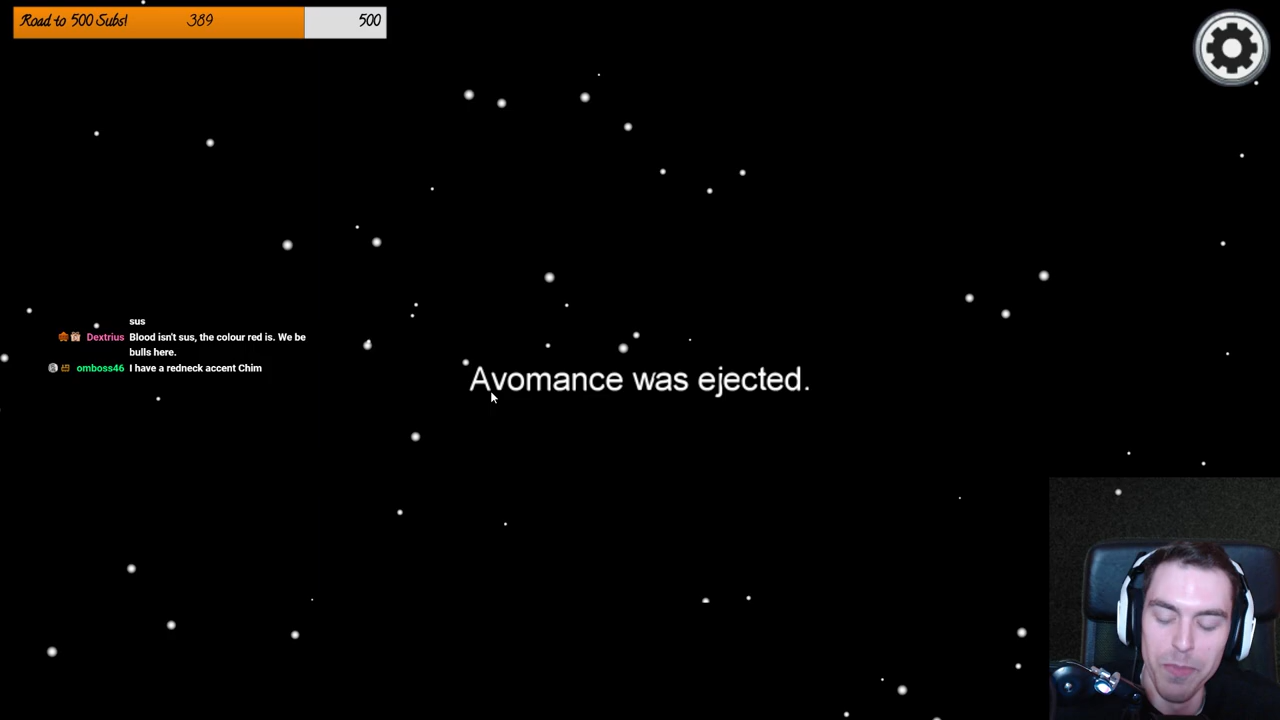 Road to 500 Subs! 389 500
sus
Dextrius Blood isn't sus, the colour red is. We be
bulls here.
omboss46 I have a redneck accent Chim
Avomance was ejected.